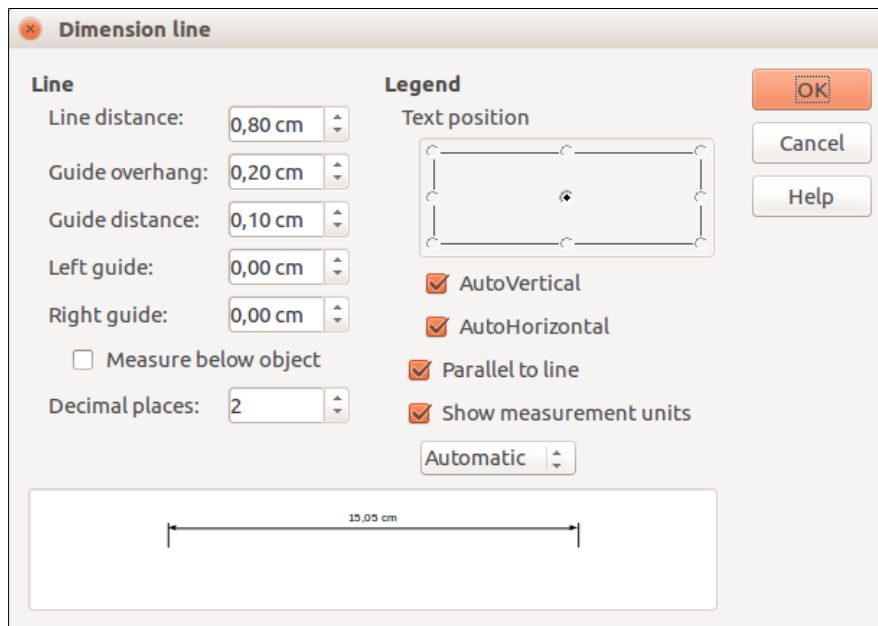 Dimension line
Line
Line distance: 0,80 cm
Guide overhang: 0,20 cm
Guide distance: 0,10 cm
Left guide: 0,00 cm
Right guide: 0,00 cm
Measure below object
Decimal places: 2
Legend
Text position
AutoVertical
AutoHorizontal
Parallel to line
Show measurement units
Automatic
OK
Cancel
Help
15,05 cm